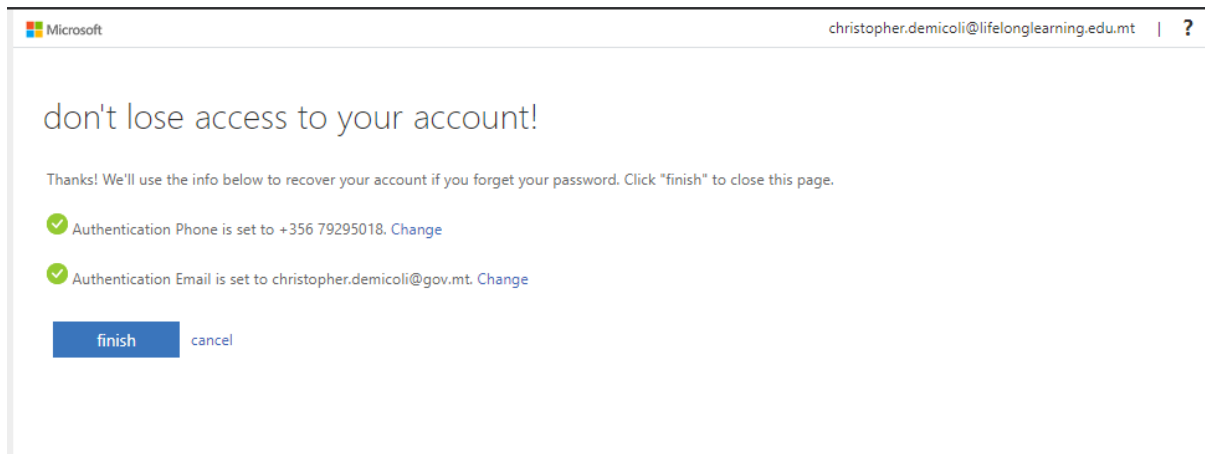 Microsoft christopher.demicoli@lifelonglearning.edu.mt | ?
don't lose access to your account!
Thanks! We'll use the info below to recover your account if you forget your password. Click "finish" to close this page.
Authentication Phone is set to +356 79295018. Change
Authentication Email is set to christopher.demicoli@gov.mt. Change
finish cancel